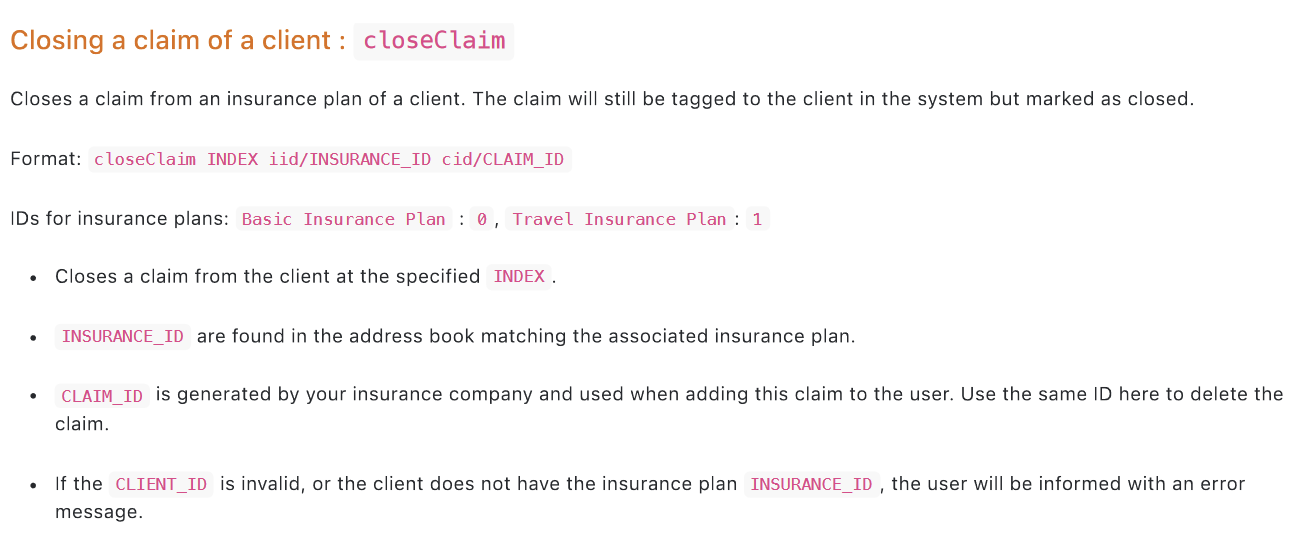 Closing a claim of a client : closeClaim
Closes a claim from an insurance plan of a client. The claim will still be tagged to the client in the system but marked as closed.
Format: closeClaim INDEX iid/INSURANCE_ID cid/CLAIM_ID
IDs for insurance plans: Basic Insurance Plan : 0 , Travel Insurance Plan : 1
• Closes a claim from the client at the specified INDEX .
• INSURANCE_ID are found in the address book matching the associated insurance plan.
• CLAIM_ID is generated by your insurance company and used when adding this claim to the user. Use the same ID here to delete the
claim.
• If the CLIENT_ID is invalid, or the client does not have the insurance plan INSURANCE_ID , the user will be informed with an error
message.